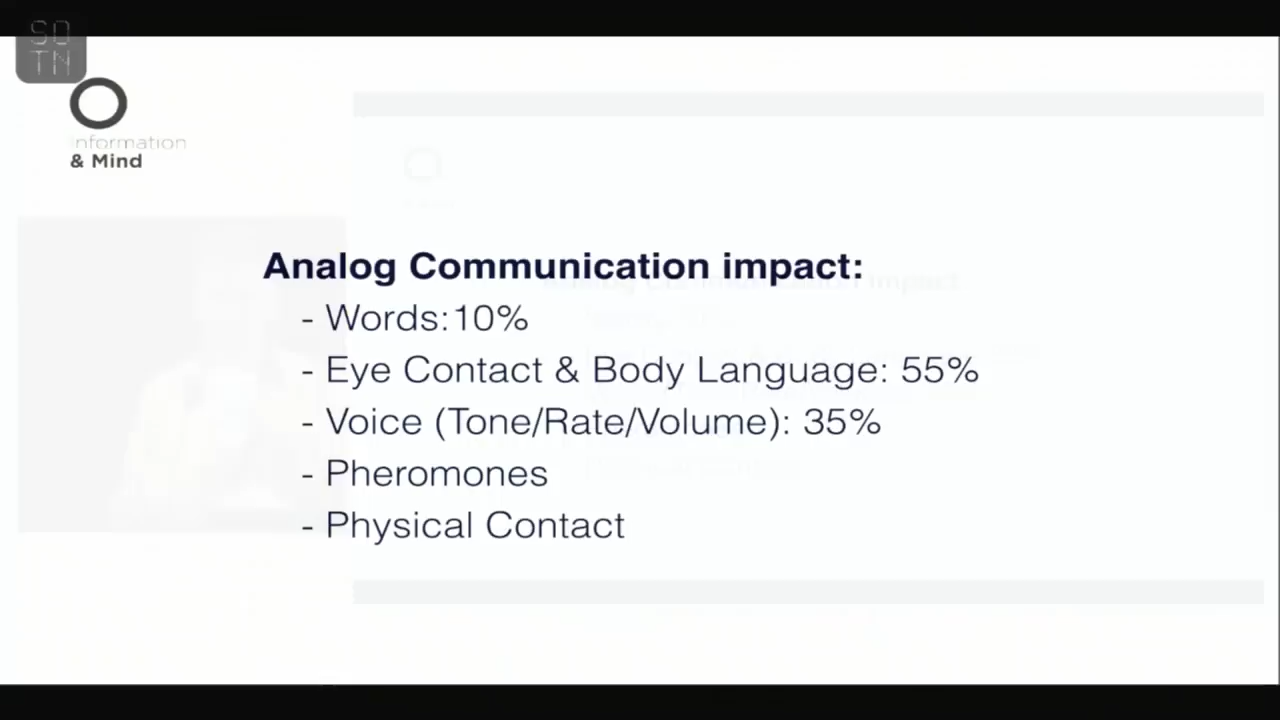 SD
TN
Information
& Mind
Analog Communication impact:
- Words:10%
- Eye Contact & Body Language: 55%
- Voice (Tone/Rate/Volume): 35%
- Pheromones
- Physical Contact